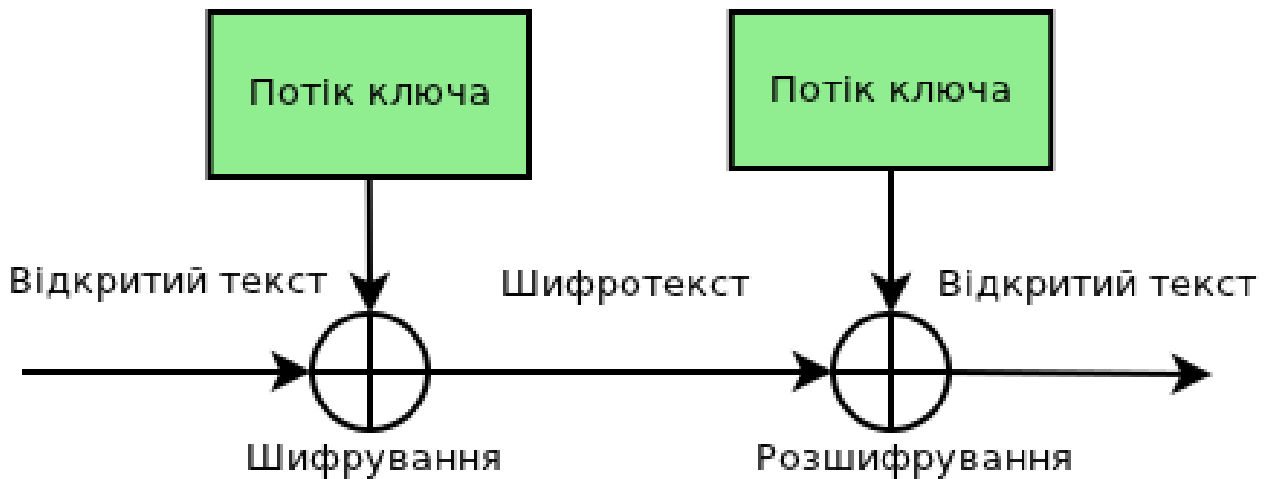 Потік ключа
Потік ключа
Відкритий текст
Шифротекст
Відкритий текст
Шифрування
Розшифрування